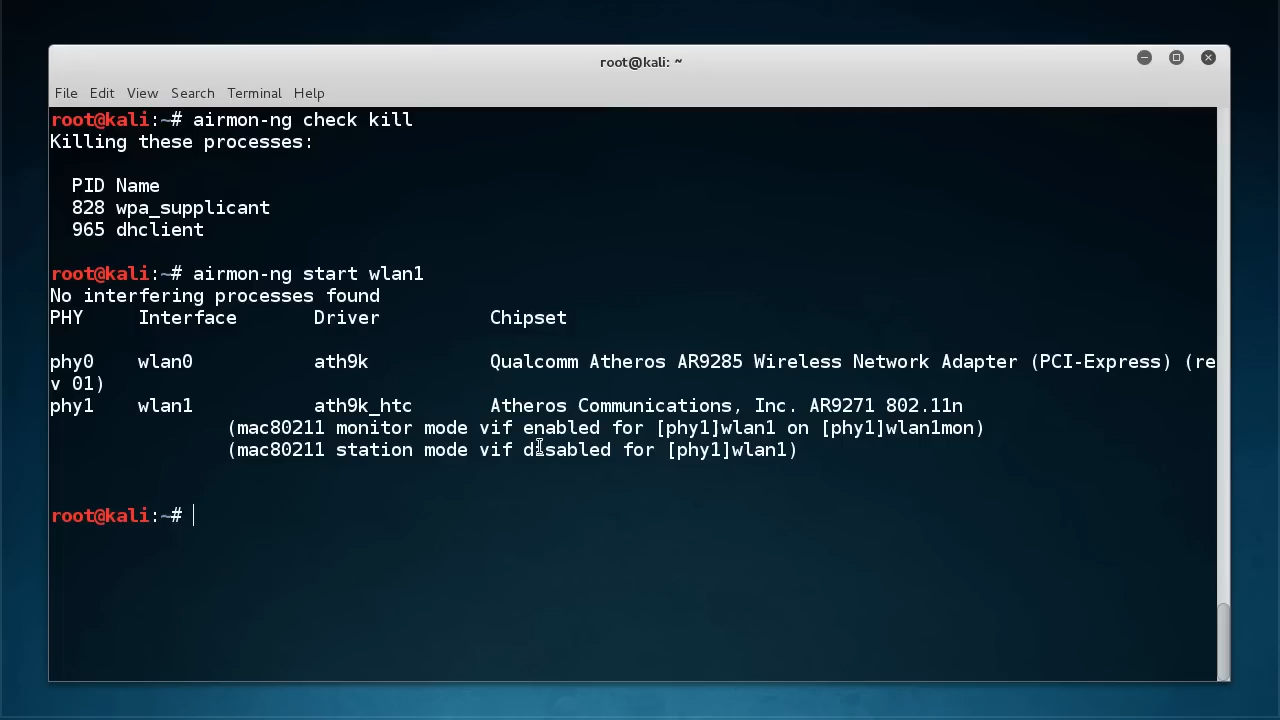 root@kali: ~
File Edit View Search Terminal Help
root@kali:~# airmon-ng check kill
Killing these processes:
PID Name
828 wpa_supplicant
965 dhclient
root@kali:~# airmon-ng start wlan1
No interfering processes found
PHY Interface Driver Chipset
phy0 wlan0 ath9k Qualcomm Atheros AR9285 Wireless Network Adapter (PCI-Express) (re
v 01)
phy1 wlan1 ath9k_htc Atheros Communications, Inc. AR9271 802.11n
(mac80211 monitor mode vif enabled for [phy1]wlan1 on [phy1]wlan1mon)
(mac80211 station mode vif disabled for [phy1]wlan1)
root@kali:~#